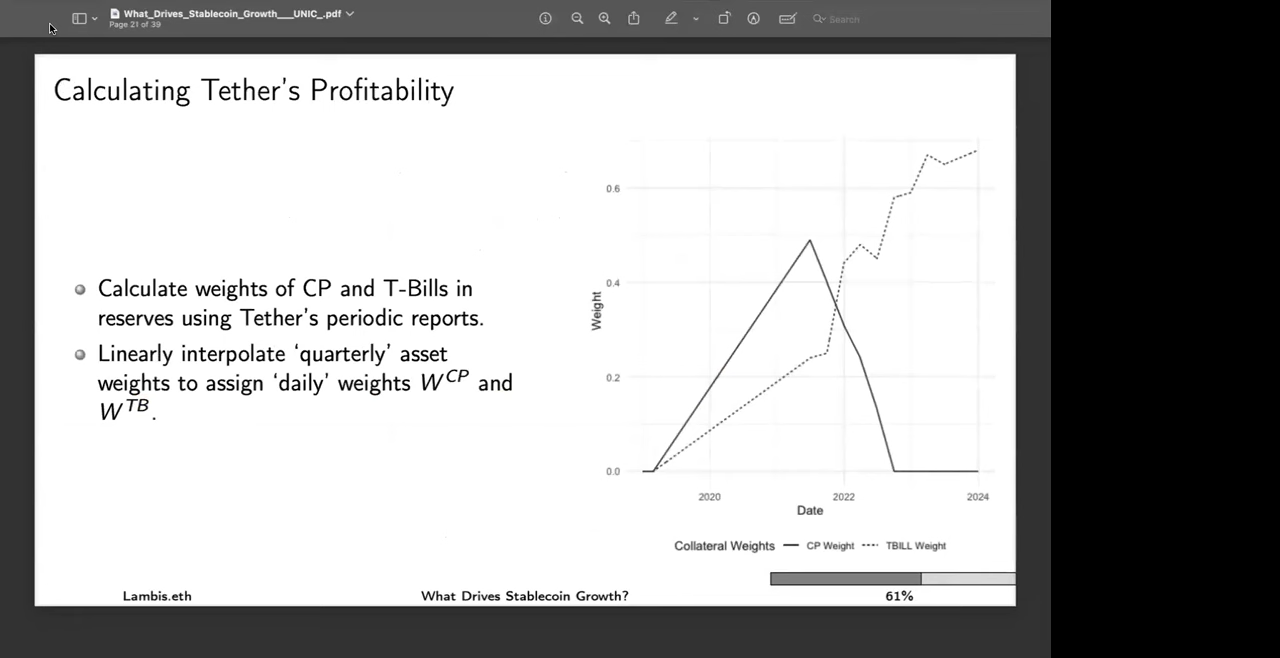 What_Drives_Stablecoin_Growth___UNIC_.pdf
Page 21 of 39
Search
Calculating Tether's Profitability
Calculate weights of CP and T-Bills in
reserves using Tether's periodic reports.
Linearly interpolate 'quarterly' asset
weights to assign 'daily' weights W^CP and
W^TB.
Weight
0.6
0.4
0.2
0.0
2020 2022 2024
Date
Collateral Weights CP Weight TBILL Weight
Lambis.eth What Drives Stablecoin Growth? 61%